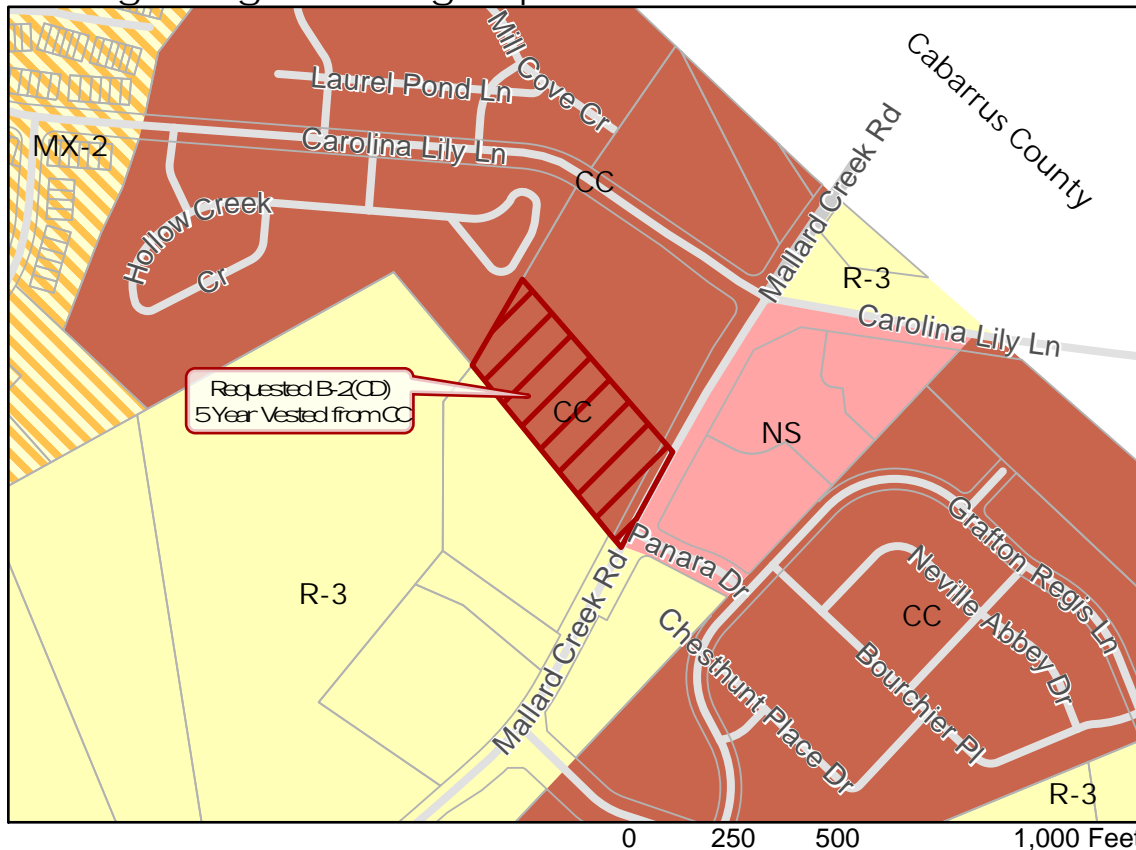 Mill Cove Cr
Laurel Pond Ln
Cabarrus County
MX-2
Carolina Lily Ln
CC
Mallard Creek Rd
Hollow Creek
Cr
R-3
Carolina Lily Ln
Requested B-2(CD)
5 Year Vested from CC
CC
NS
Panara Dr
Grafton Regis Ln
Neville Abbey Dr
R-3
CC
Mallard Creek Rd
Chesthunt Place Dr
Bourchier Pl
R-3
0 250 500 1,000 Feet